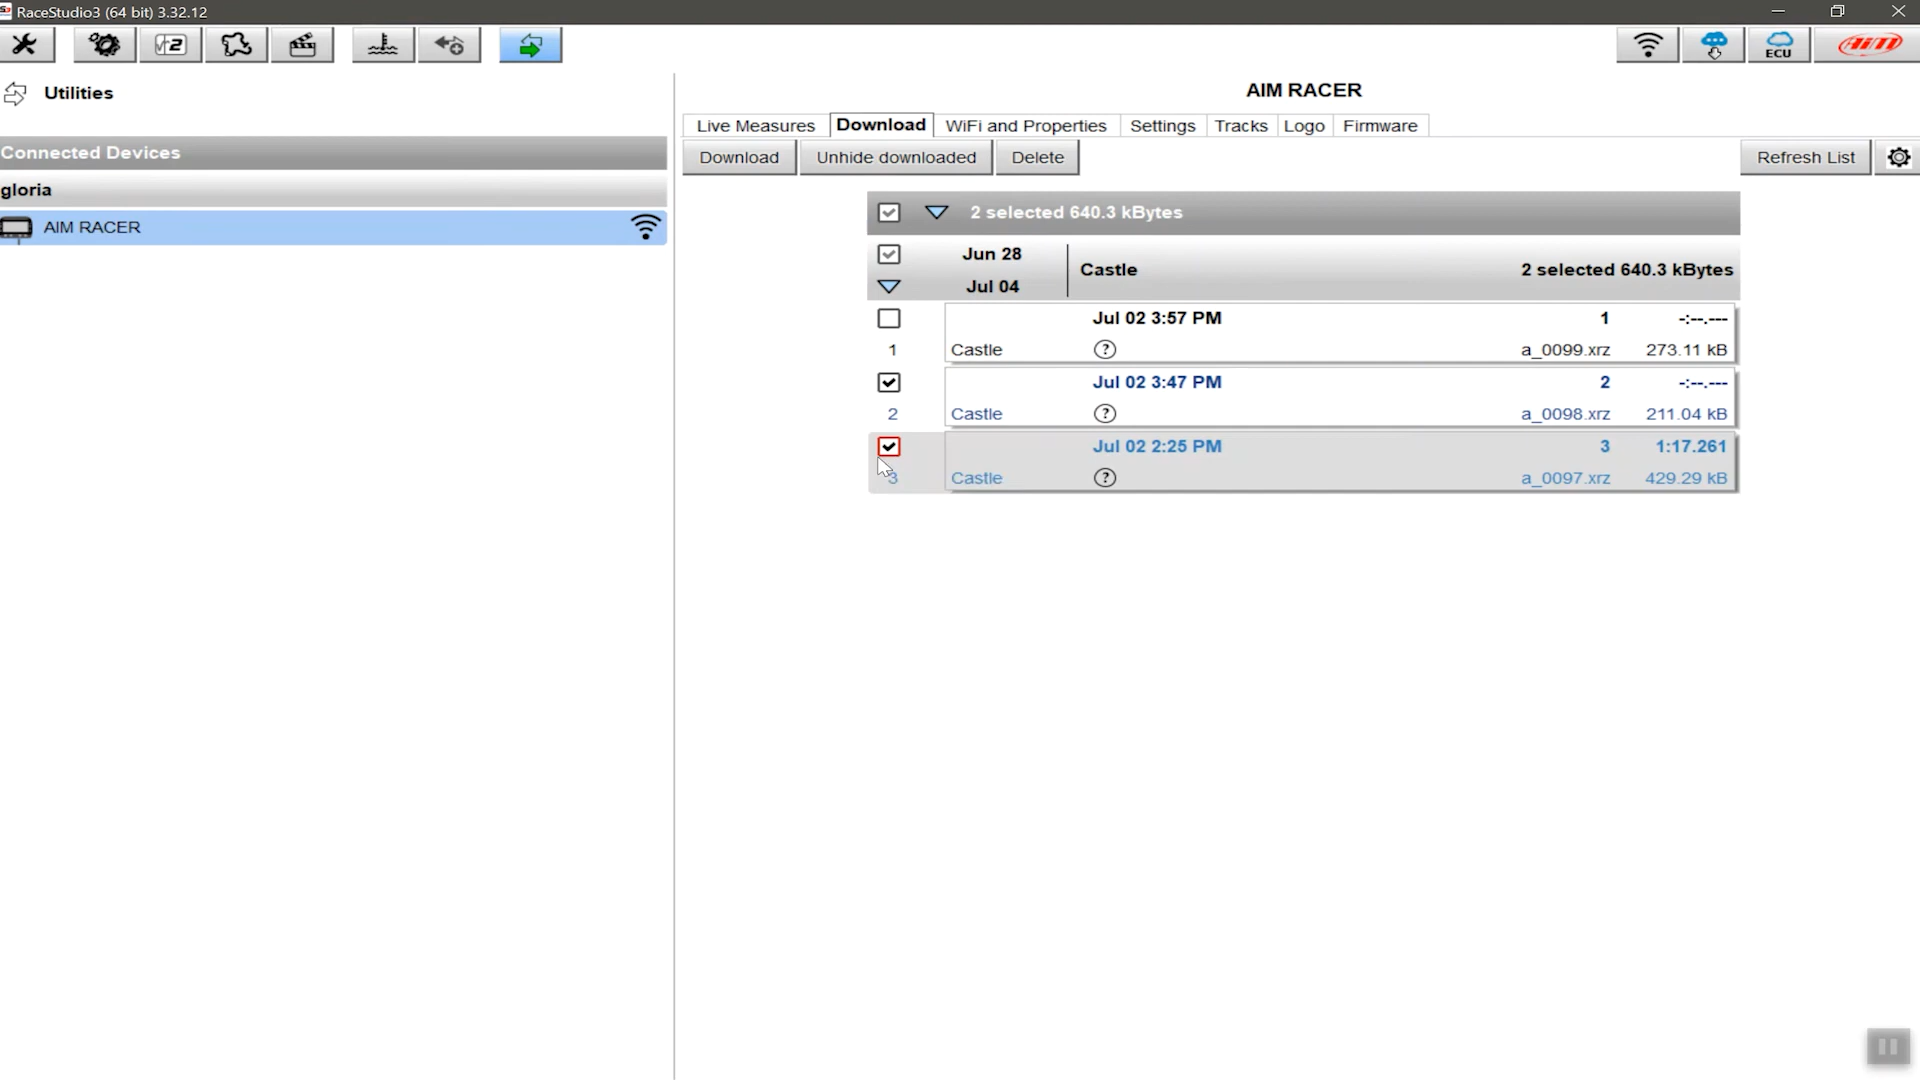 RaceStudio3 (64 bit) 3.32.12
ECU
AiM
Utilities
AIM RACER
Live Measures Download WiFi and Properties Settings Tracks Logo Firmware
Connected Devices
Download Unhide downloaded Delete Refresh List
gloria
AIM RACER
2 selected 640.3 kBytes
Jun 28
Jul 04
Castle
2 selected 640.3 kBytes
Jul 02 3:57 PM 1 -:--.---
1 Castle ? a_0099.xrz 273.11 kB
Jul 02 3:47 PM 2 -:--.---
2 Castle ? a_0098.xrz 211.04 kB
Jul 02 2:25 PM 3 1:17.261
3 Castle ? a_0097.xrz 429.29 kB